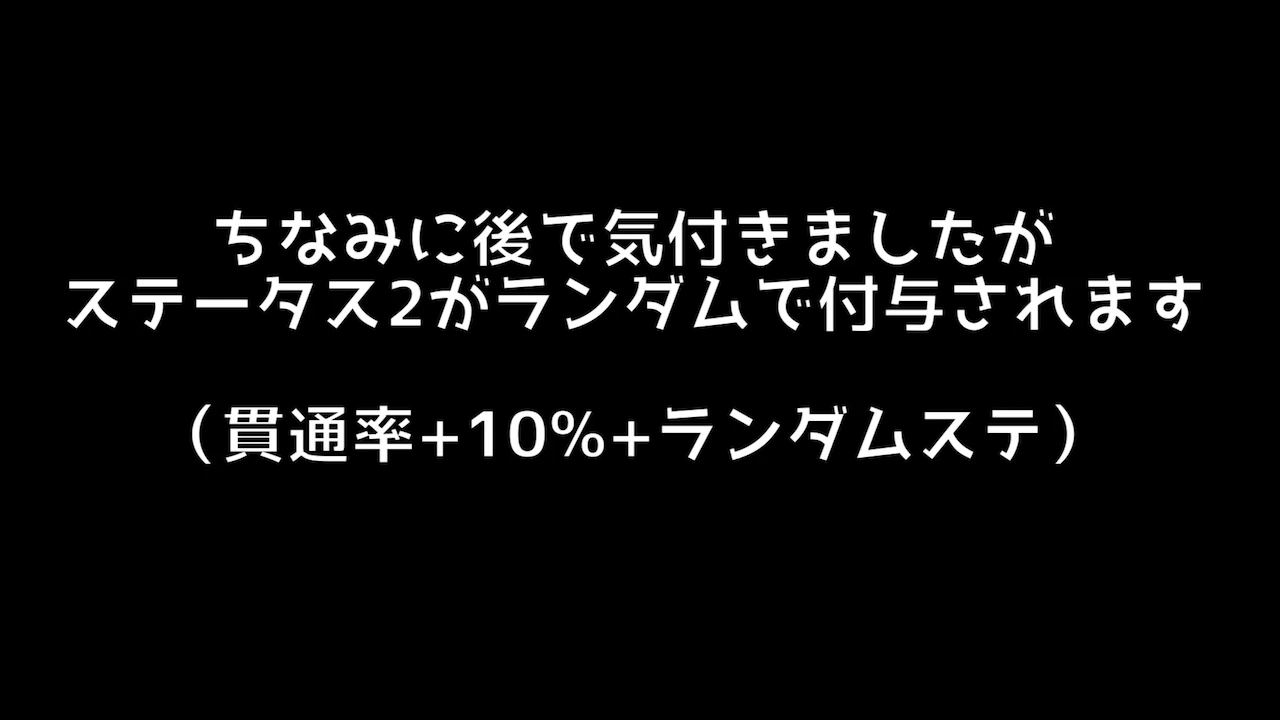 ちなみに後で気付きましたが
ステータス2がランダムで付与されます
（貫通率+10%+ランダムステ）